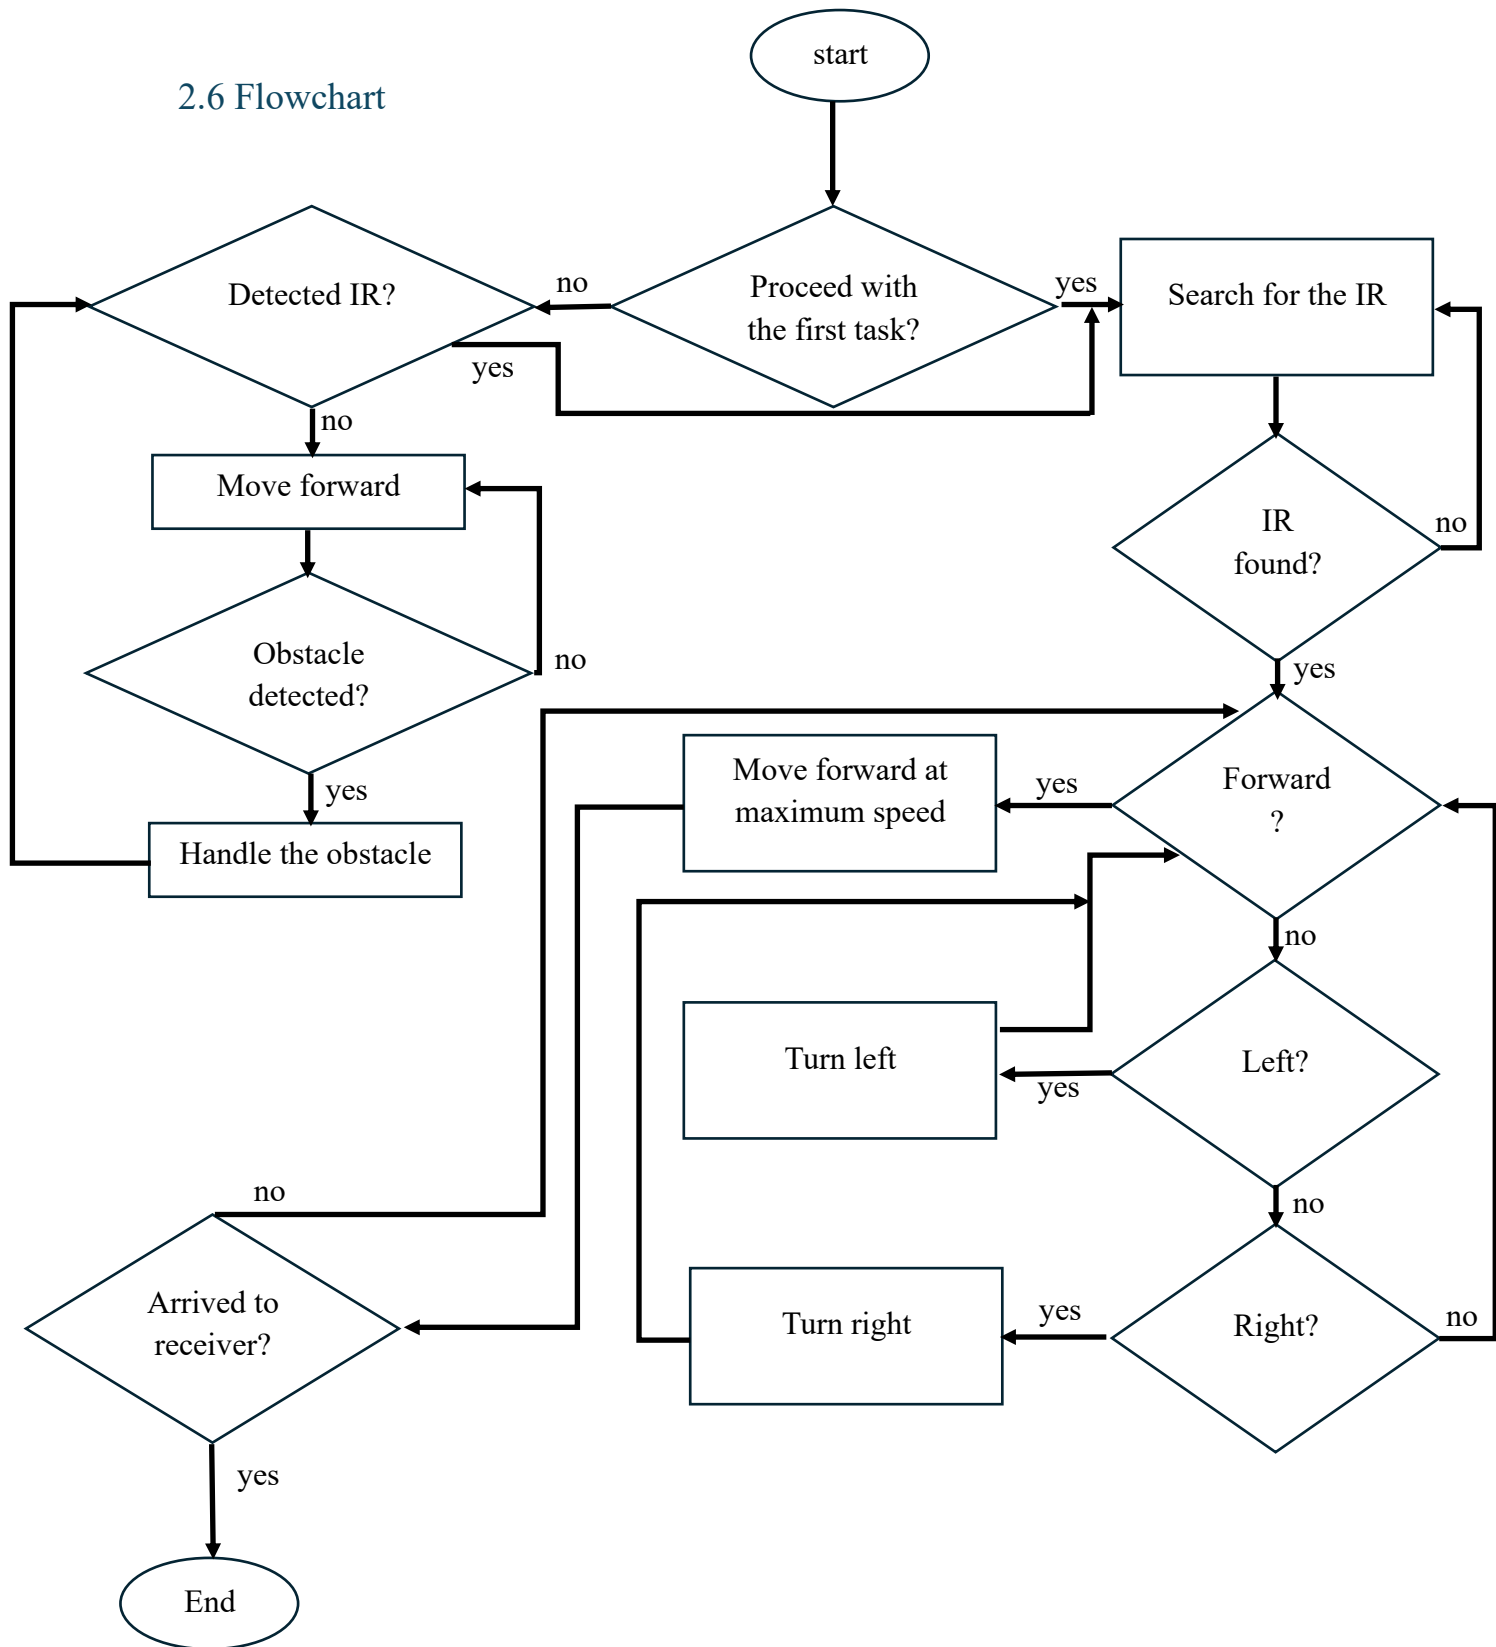 start
2.6 Flowchart
Detected IR?
no
Proceed with
the first task?
yes
Search for the IR
yes
no
Move forward
IR
found?
no
Obstacle
detected?
no
yes
yes
Move forward at
maximum speed
yes
Forward
?
Handle the obstacle
no
Turn left
yes
Left?
no
no
Arrived to
receiver?
Turn right
yes
Right?
no
yes
End